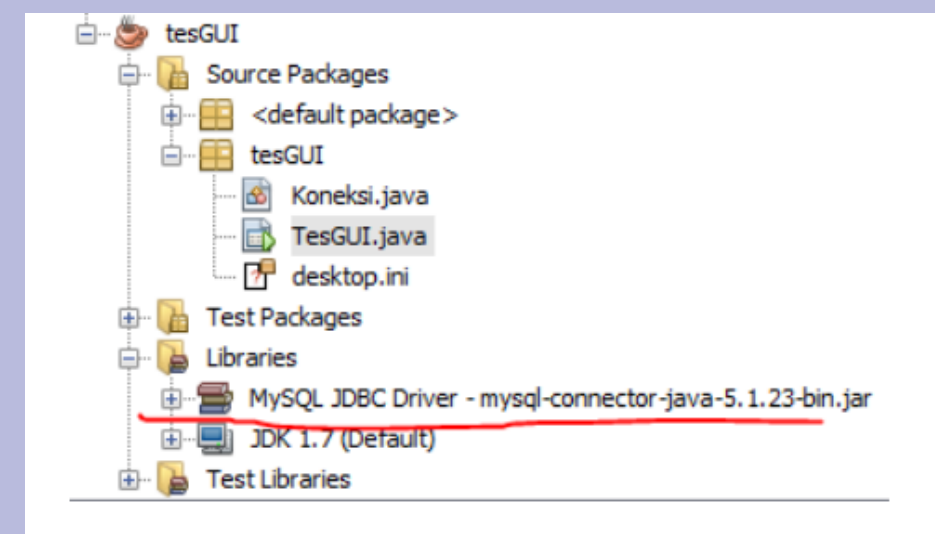 tesGUI
Source Packages
<default package>
tesGUI
Koneksi.java
TesGUI.java
desktop.ini
Test Packages
Libraries
MySQL JDBC Driver - mysql-connector-java-5.1.23-bin.jar
JDK 1.7 (Default)
Test Libraries